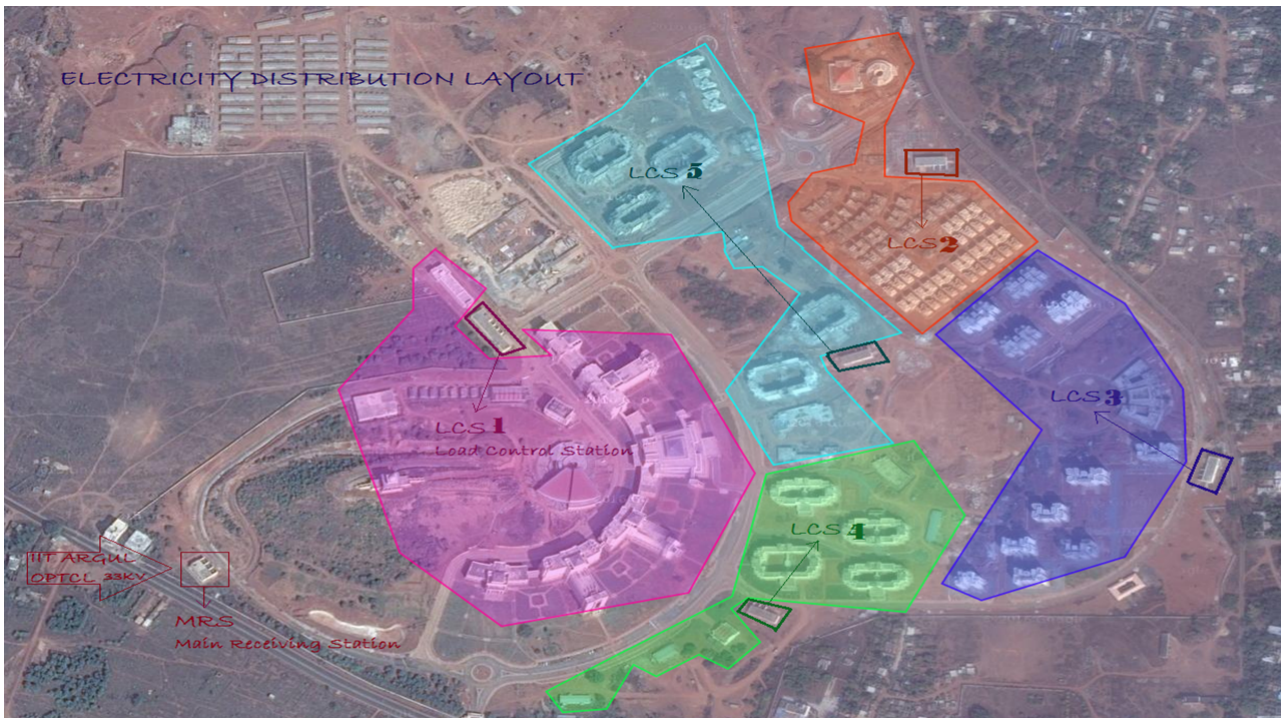 ELECTRICITY DISTRIBUTION LAYOUT
LCS 5
LCS 2
LCS 3
LCS 1
Load Control Station
LCS 4
IIT ARGUL
OPTCL 33KV
MRS
Main Receiving Station